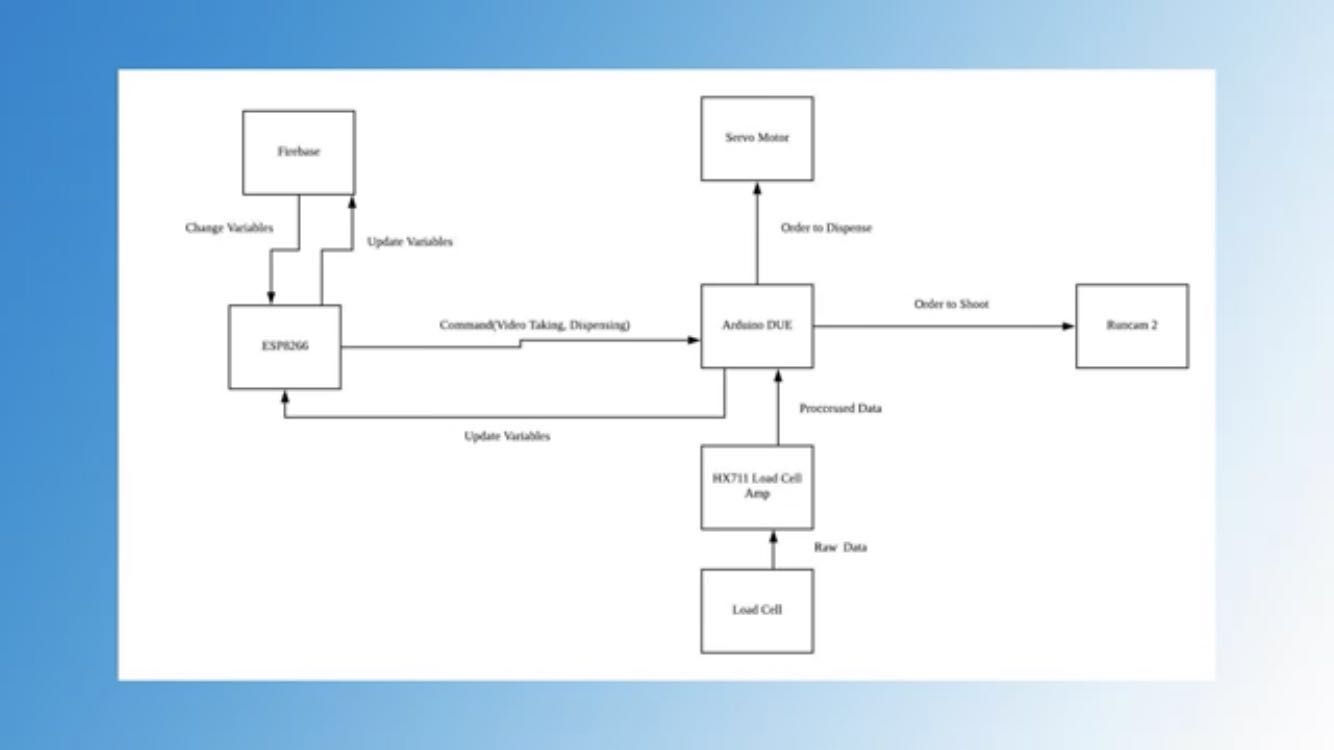 Firebase
Servo Motor
Change Variables
Update Variables
Order to Dispense
ESP8266
Command(Video Taking, Dispensing)
Arduino DUE
Order to Shoot
Runcam 2
Update Variables
Proccessed Data
HX711 Load Cell
Amp
Raw Data
Load Cell